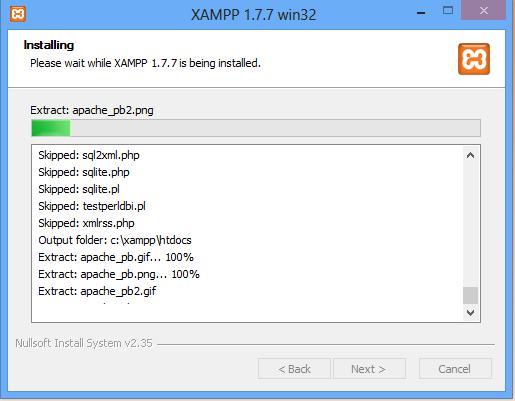 XAMPP 1.7.7 win32
Installing
Please wait while XAMPP 1.7.7 is being installed.
Extract: apache_pb2.png
Skipped: sql2xml.php
Skipped: sqlite.php
Skipped: sqlite.pl
Skipped: testperldbi.pl
Skipped: xmlrss.php
Output folder: c:\xampp\htdocs
Extract: apache_pb.gif... 100%
Extract: apache_pb.png... 100%
Extract: apache_pb2.gif
Nullsoft Install System v2.35
< Back
Next >
Cancel